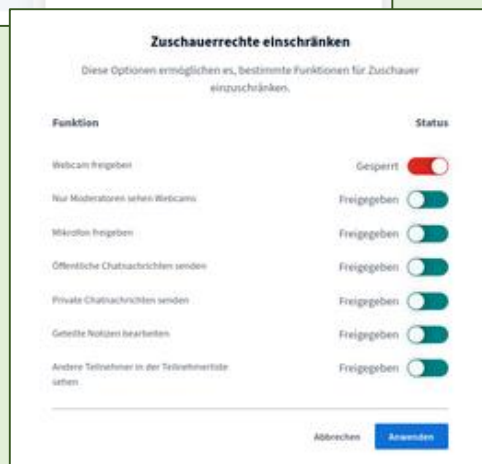 Zuschauerrechte einschränken
Diese Optionen ermöglichen es, bestimmte Funktionen für Zuschauer
einzuschränken.
Funktion Status
Webcam freigeben Gesperrt
Nur Moderatoren sehen Webcams Freigegeben
Mikrofon freigeben Freigegeben
Öffentliche Chatnachrichten senden Freigegeben
Private Chatnachrichten senden Freigegeben
Geteilte Notizen bearbeiten Freigegeben
Andere Teilnehmer in der Teilnehmerliste Freigegeben
sehen
Abbrechen Anwenden